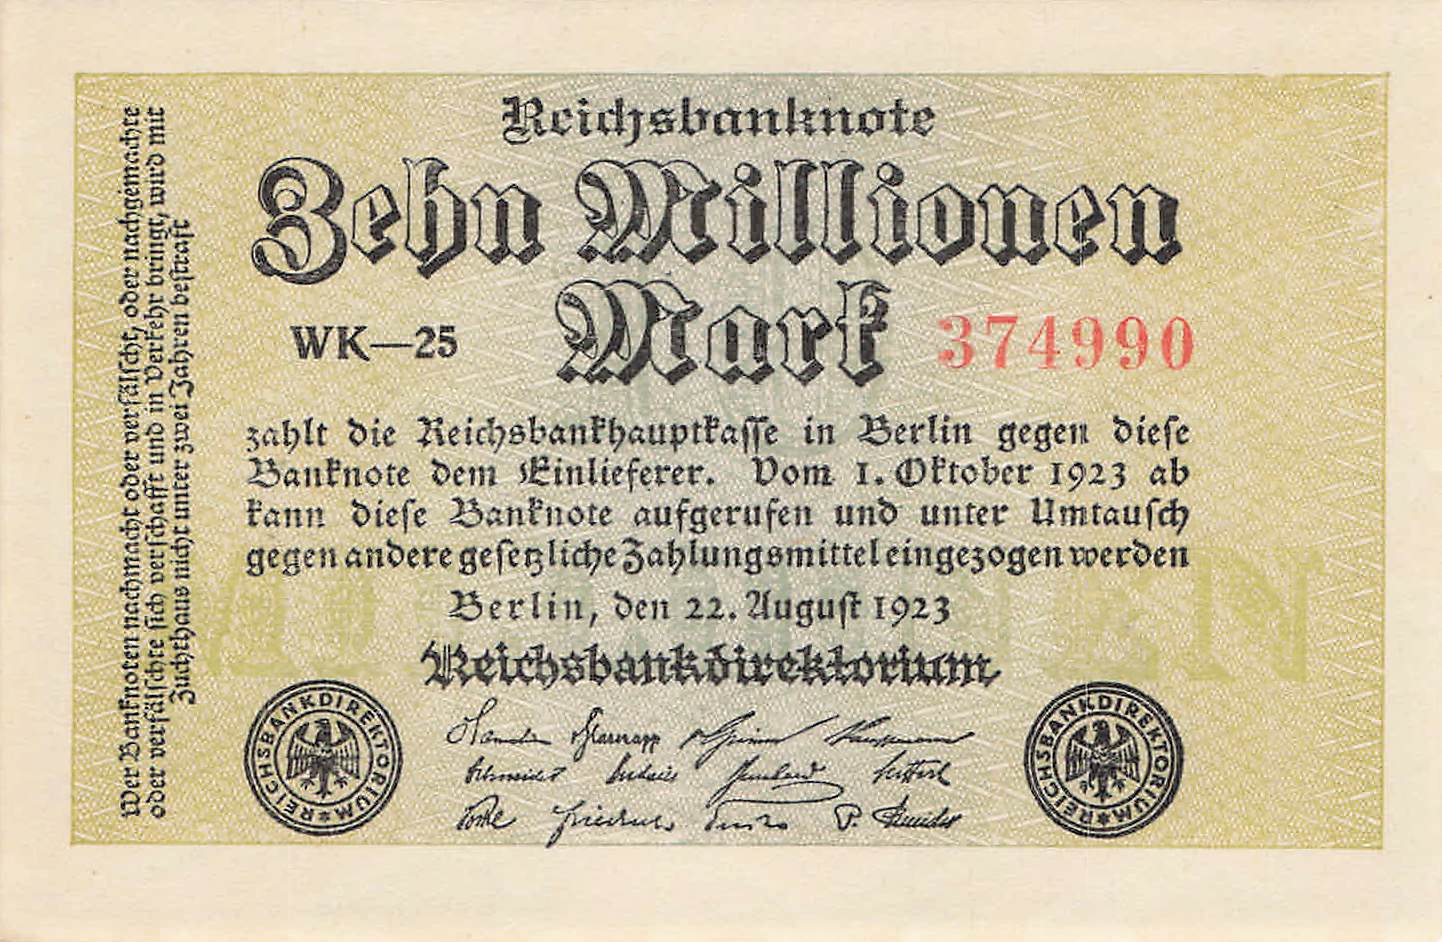 Reichsbanknote
Zehn Millionen
Mark
WK—25
374990
zahlt die Reichsbankhauptkasse in Berlin gegen diese
Banknote dem Einlieferer. Vom 1. Oktober 1923 ab
kann diese Banknote aufgerufen und unter Umtausch
gegen andere gesetzliche Zahlungsmittel eingezogen werden
Berlin, den 22. August 1923
Reichsbankdirektorium
REICHSBANKDIREKTORIUM
REICHSBANKDIREKTORIUM
Wer Banknoten nachmacht oder verfälscht, oder nachgemachte
oder verfälschte sich verschafft und in Verkehr bringt, wird mit
Zuchthaus nicht unter zwei Jahren bestraft